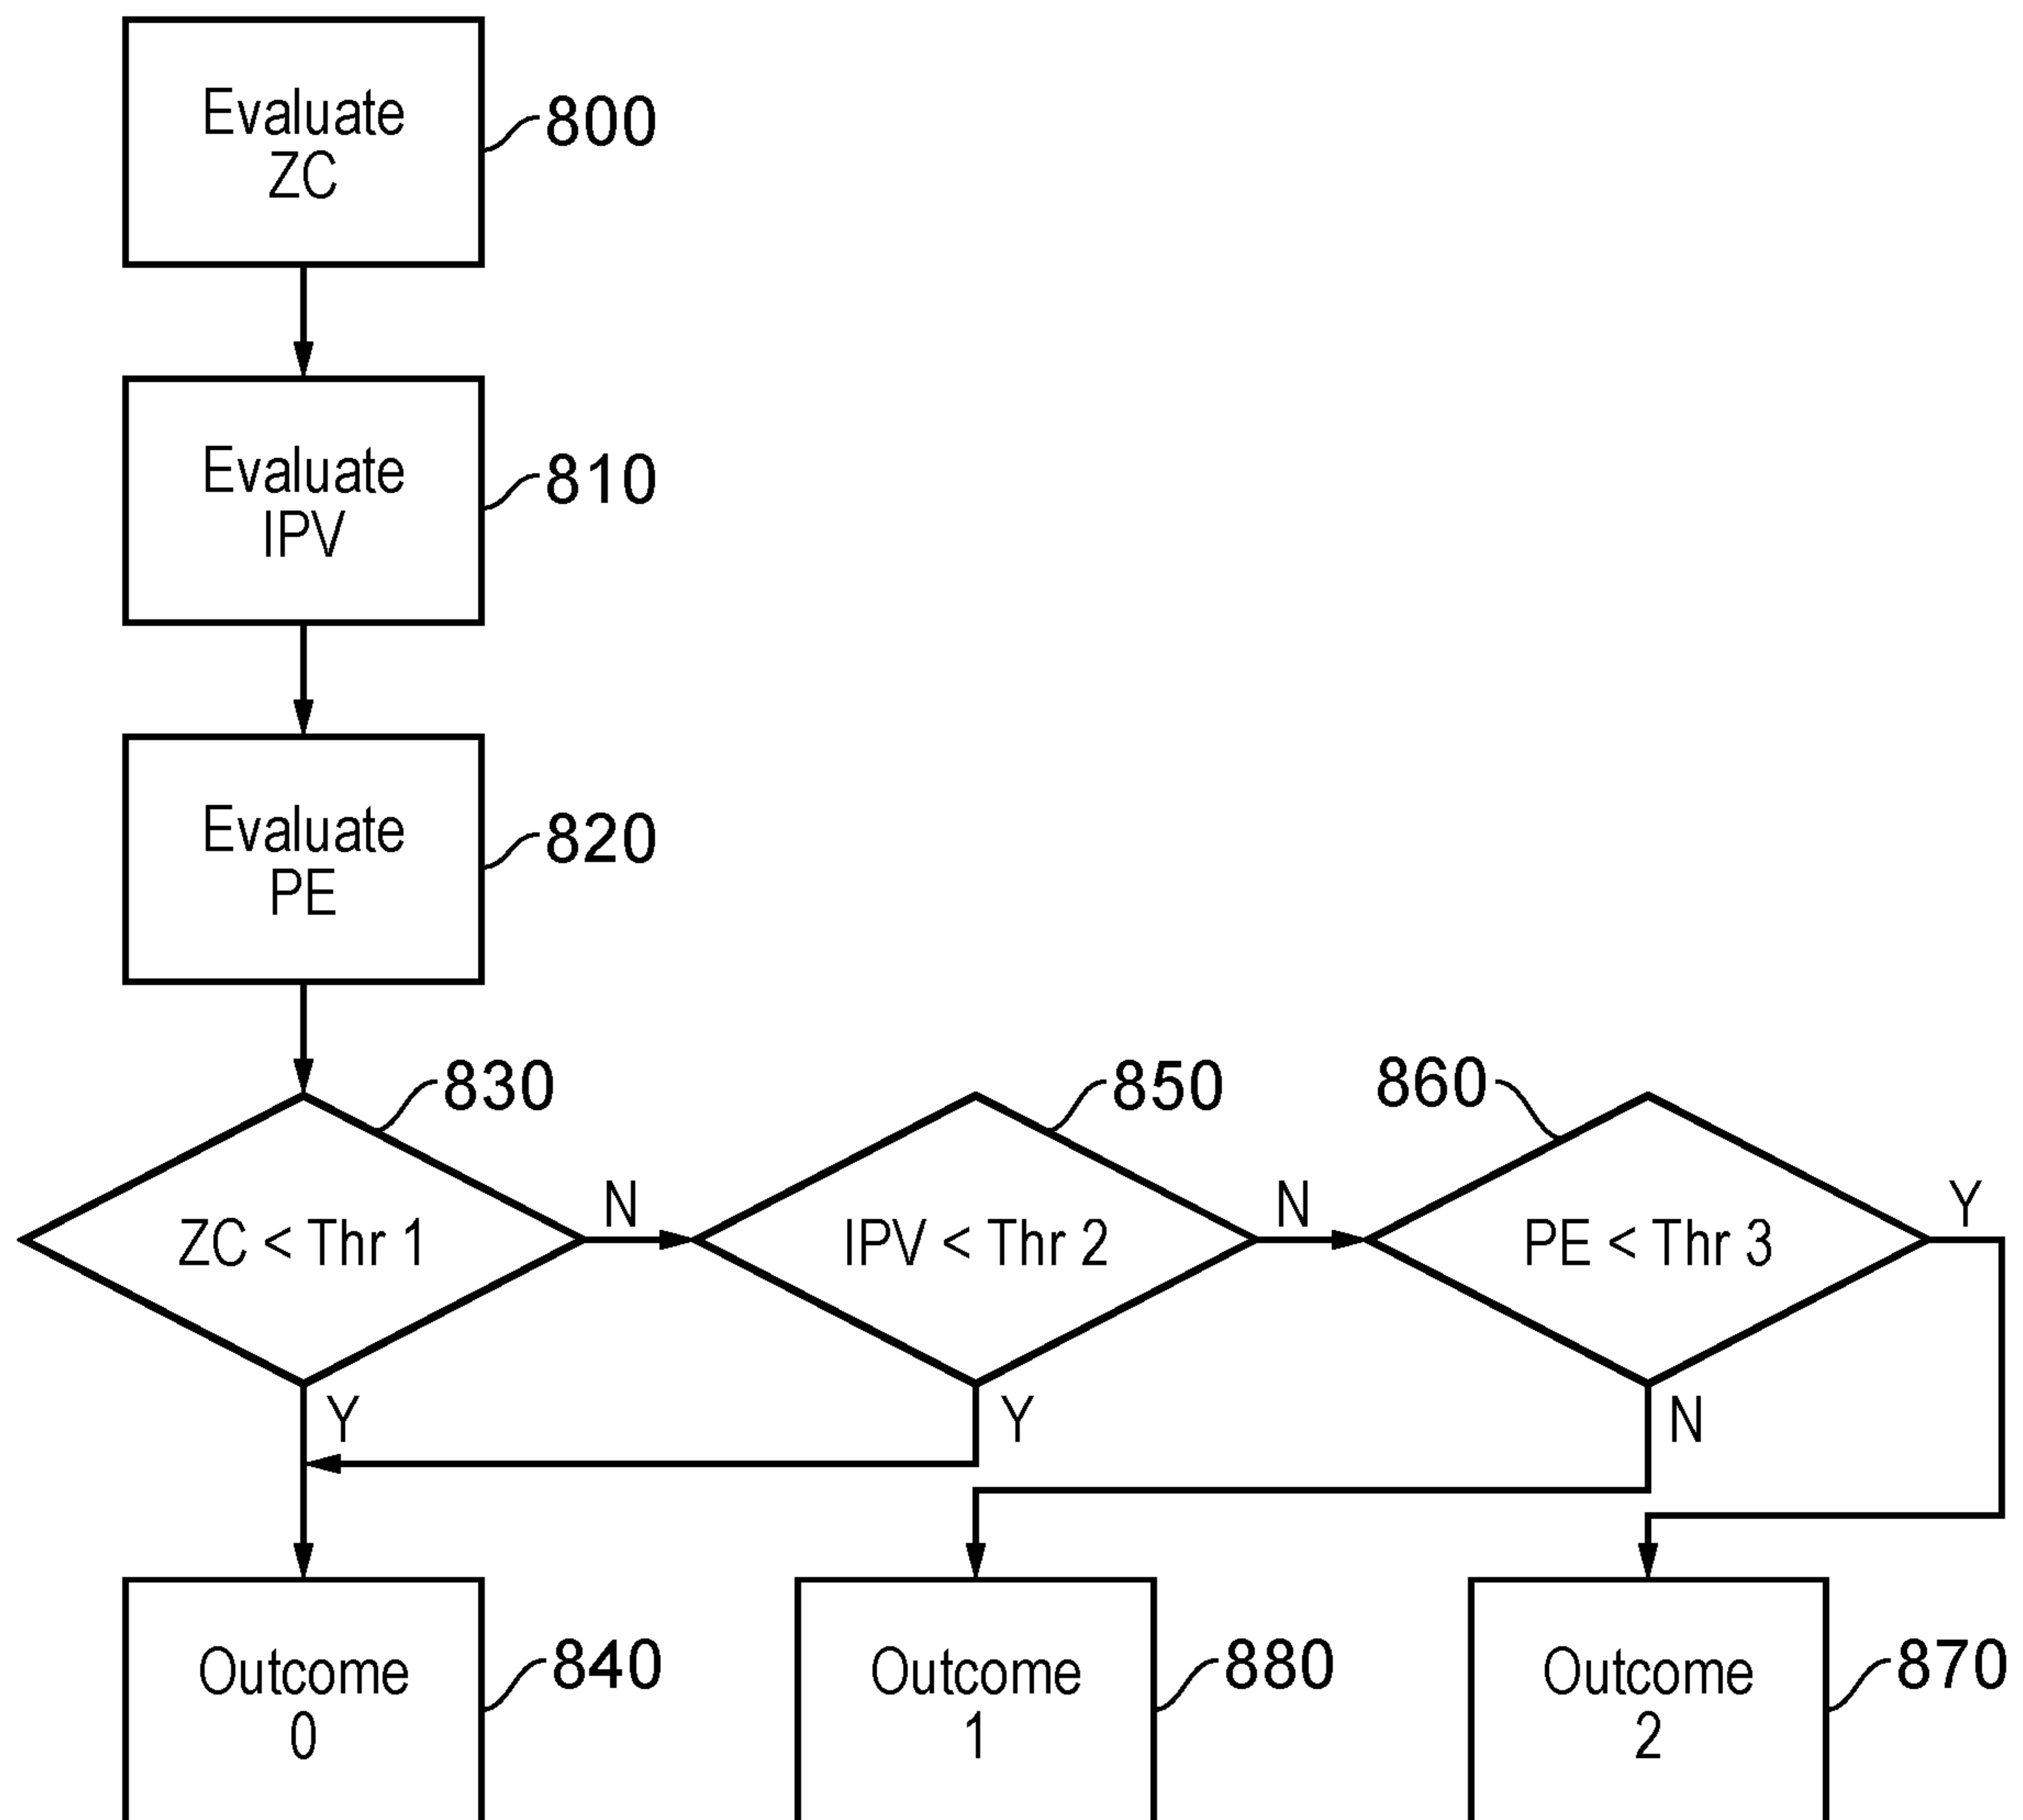 Evaluate
ZC
800
Evaluate
IPV
810
Evaluate
PE
820
830
850
860
ZC < Thr 1
N
IPV < Thr 2
N
PE < Thr 3
Y
Y
Y
N
Outcome
0
840
Outcome
1
880
Outcome
2
870